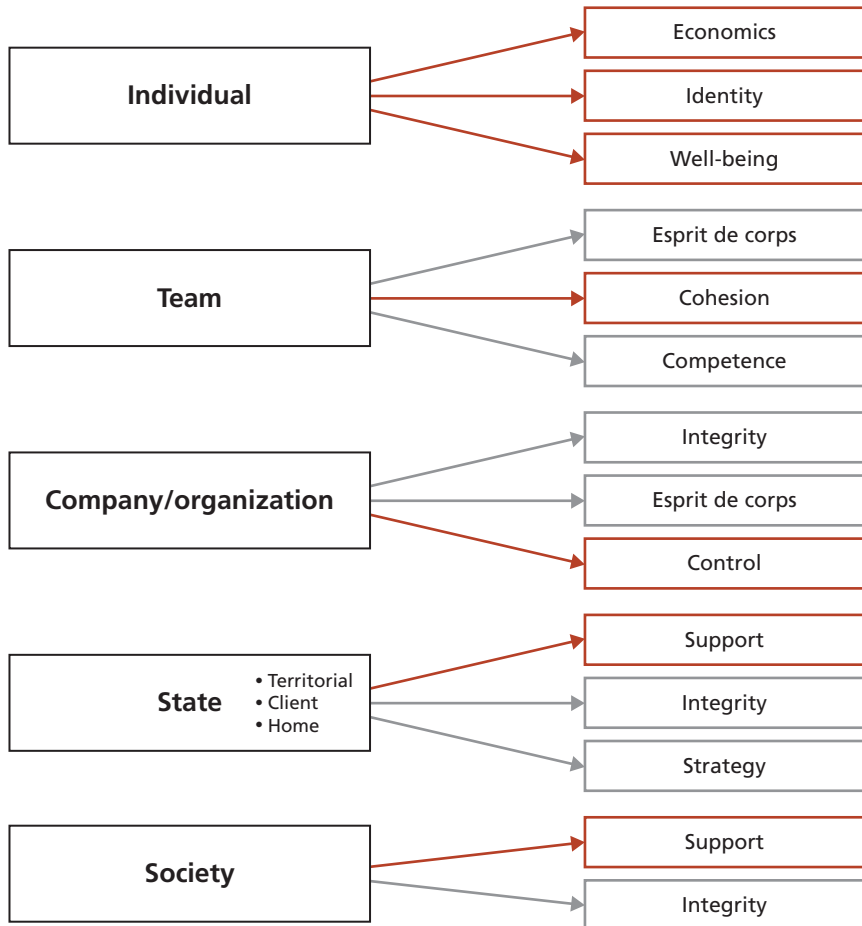 Individual
Economics
Identity
Well-being
Team
Esprit de corps
Cohesion
Competence
Company/organization
Integrity
Esprit de corps
Control
State
• Territorial
• Client
• Home
Support
Integrity
Strategy
Society
Support
Integrity